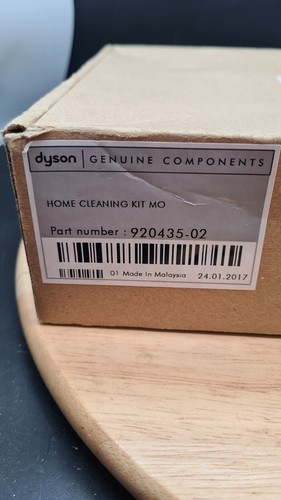 dyson | GENUINE COMPONENTS
HOME CLEANING KIT MO
Part number : 920435-02
01 Made In Malaysia 24.01.2017